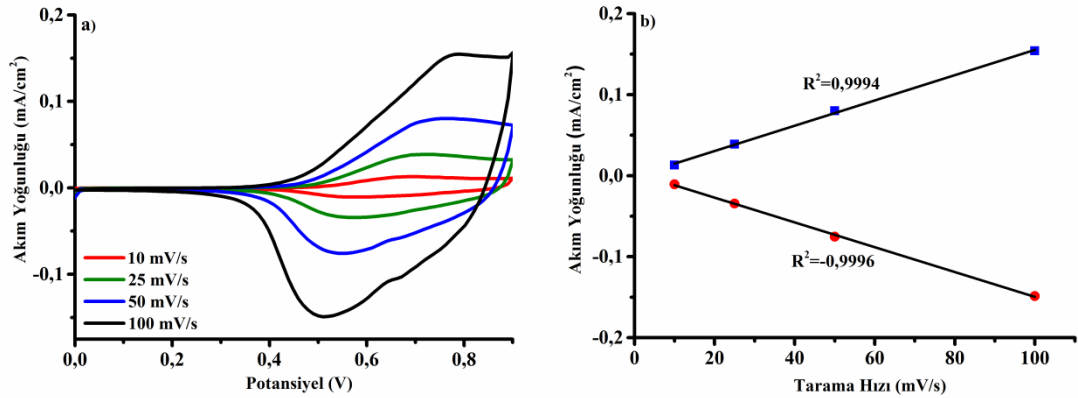 a)
Akım Yoğunluğu (mA/cm²)
0,2
0,1
0,0
-0,1
10 mV/s
25 mV/s
50 mV/s
100 mV/s
0,0 0,2 0,4 0,6 0,8
Potansiyel (V)
b)
Akım Yoğunluğu (mA/cm²)
0,2
0,1
0,0
-0,1
-0,2
R²=0,9994
R²=-0,9996
0 20 40 60 80 100
Tarama Hızı (mV/s)